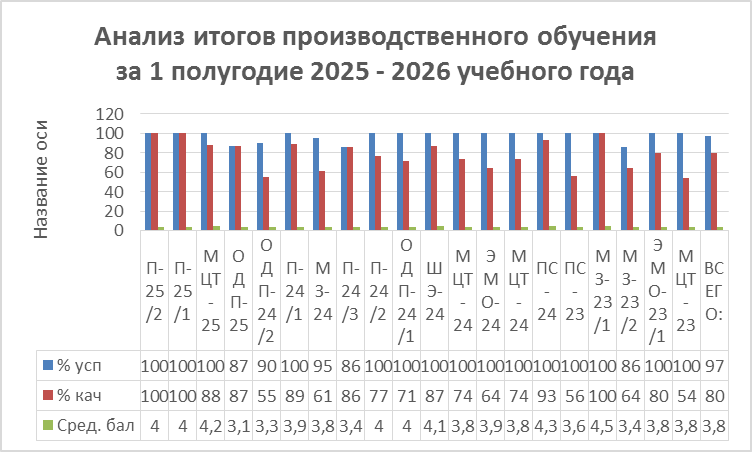 Анализ итогов производственного обучения
за 1 полугодие 2025 - 2026 учебного года
Название оси
120
100
80
60
40
20
0
П-25/2 П-25/1 МЦТ-25 ОДП-25 ОДП-24/2 П-24/1 МЗ-24 П-24/3 П-24/2 ОДП-24/1 ШЭ-24 МЦТ-24 ЭМО-24 МЦТ-24 ПС-24 ПС-23 МЗ-23/1 МЗ-23/2 ЭМО-23/1 МЦТ-23 ВСЕГО:
% усп 100 100 100 87 90 100 95 86 100 100 100 100 100 100 100 100 100 86 100 100 97
% кач 100 100 88 87 55 89 61 86 77 71 87 74 64 74 93 56 100 64 80 54 80
Сред. бал 4 4 4,2 3,1 3,3 3,9 3,8 3,4 4 4 4,1 3,8 3,9 3,8 4,3 3,6 4,5 3,4 3,8 3,8 3,8